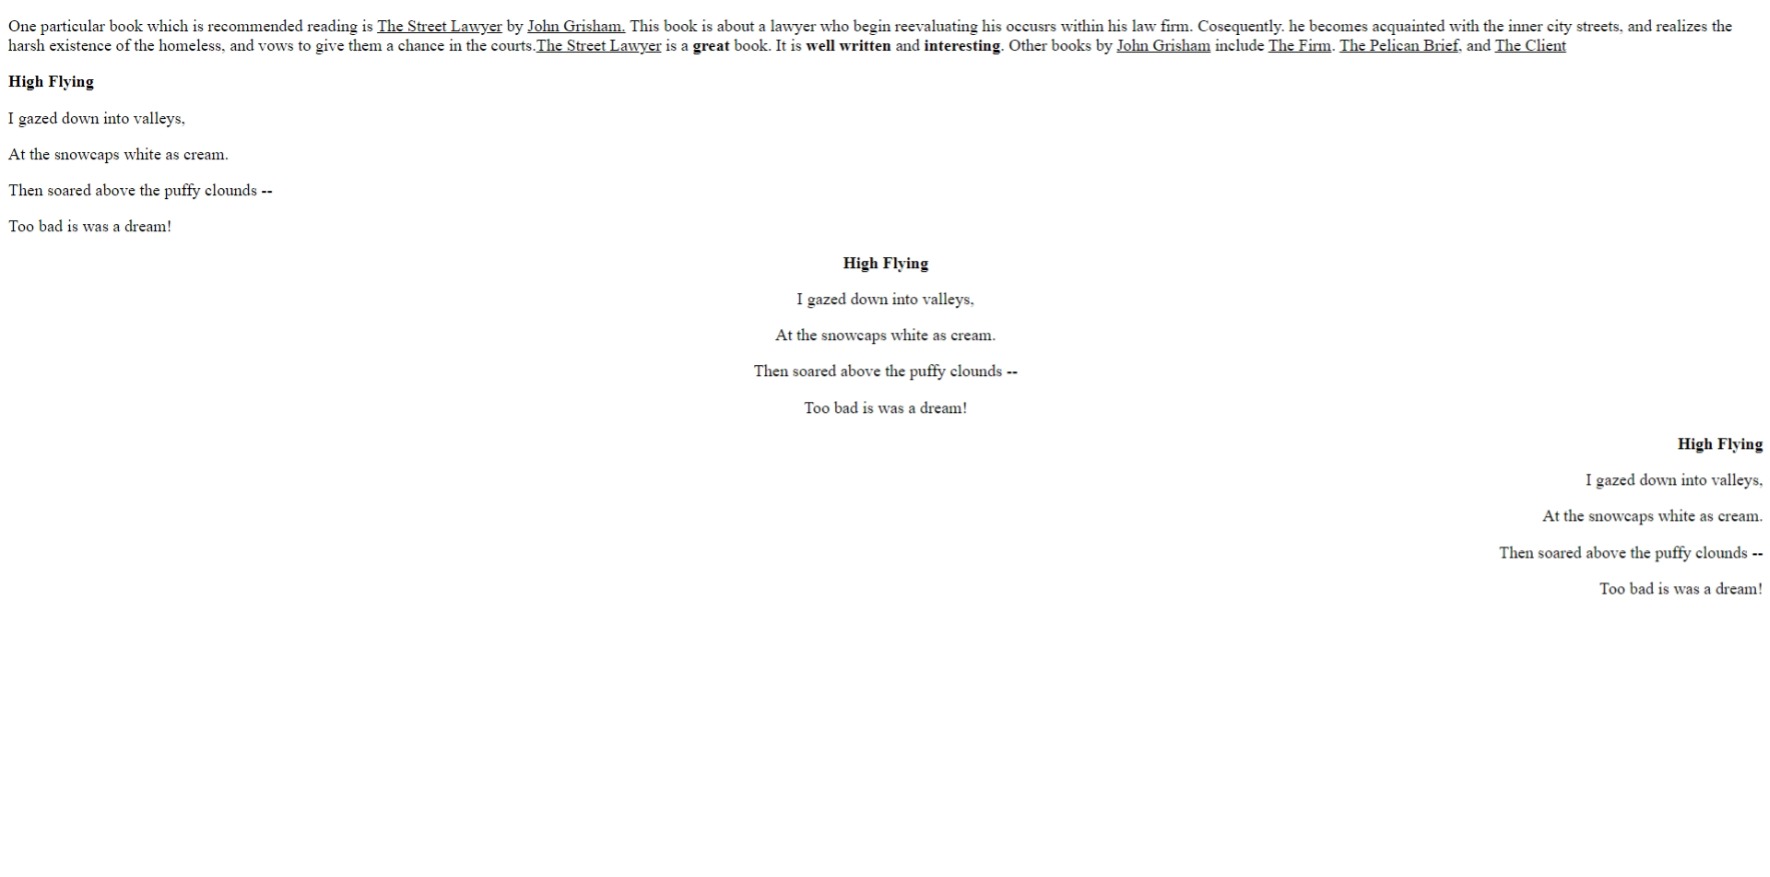 One particular book which is recommended reading is The Street Lawyer by John Grisham. This book is about a lawyer who begin reevaluating his occusrs within his law firm. Cosequently. he becomes acquainted with the inner city streets, and realizes the
harsh existence of the homeless, and vows to give them a chance in the courts.The Street Lawyer is a great book. It is well written and interesting. Other books by John Grisham include The Firm. The Pelican Brief, and The Client
High Flying
I gazed down into valleys,
At the snowcaps white as cream.
Then soared above the puffy clounds --
Too bad is was a dream!
High Flying
I gazed down into valleys,
At the snowcaps white as cream.
Then soared above the puffy clounds --
Too bad is was a dream!
High Flying
I gazed down into valleys,
At the snowcaps white as cream.
Then soared above the puffy clounds --
Too bad is was a dream!